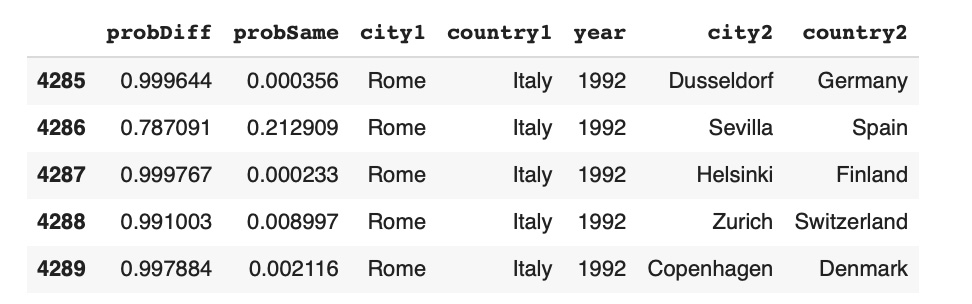 probDiff probSame city1 country1 year city2 country2
4285 0.999644 0.000356 Rome Italy 1992 Dusseldorf Germany
4286 0.787091 0.212909 Rome Italy 1992 Sevilla Spain
4287 0.999767 0.000233 Rome Italy 1992 Helsinki Finland
4288 0.991003 0.008997 Rome Italy 1992 Zurich Switzerland
4289 0.997884 0.002116 Rome Italy 1992 Copenhagen Denmark